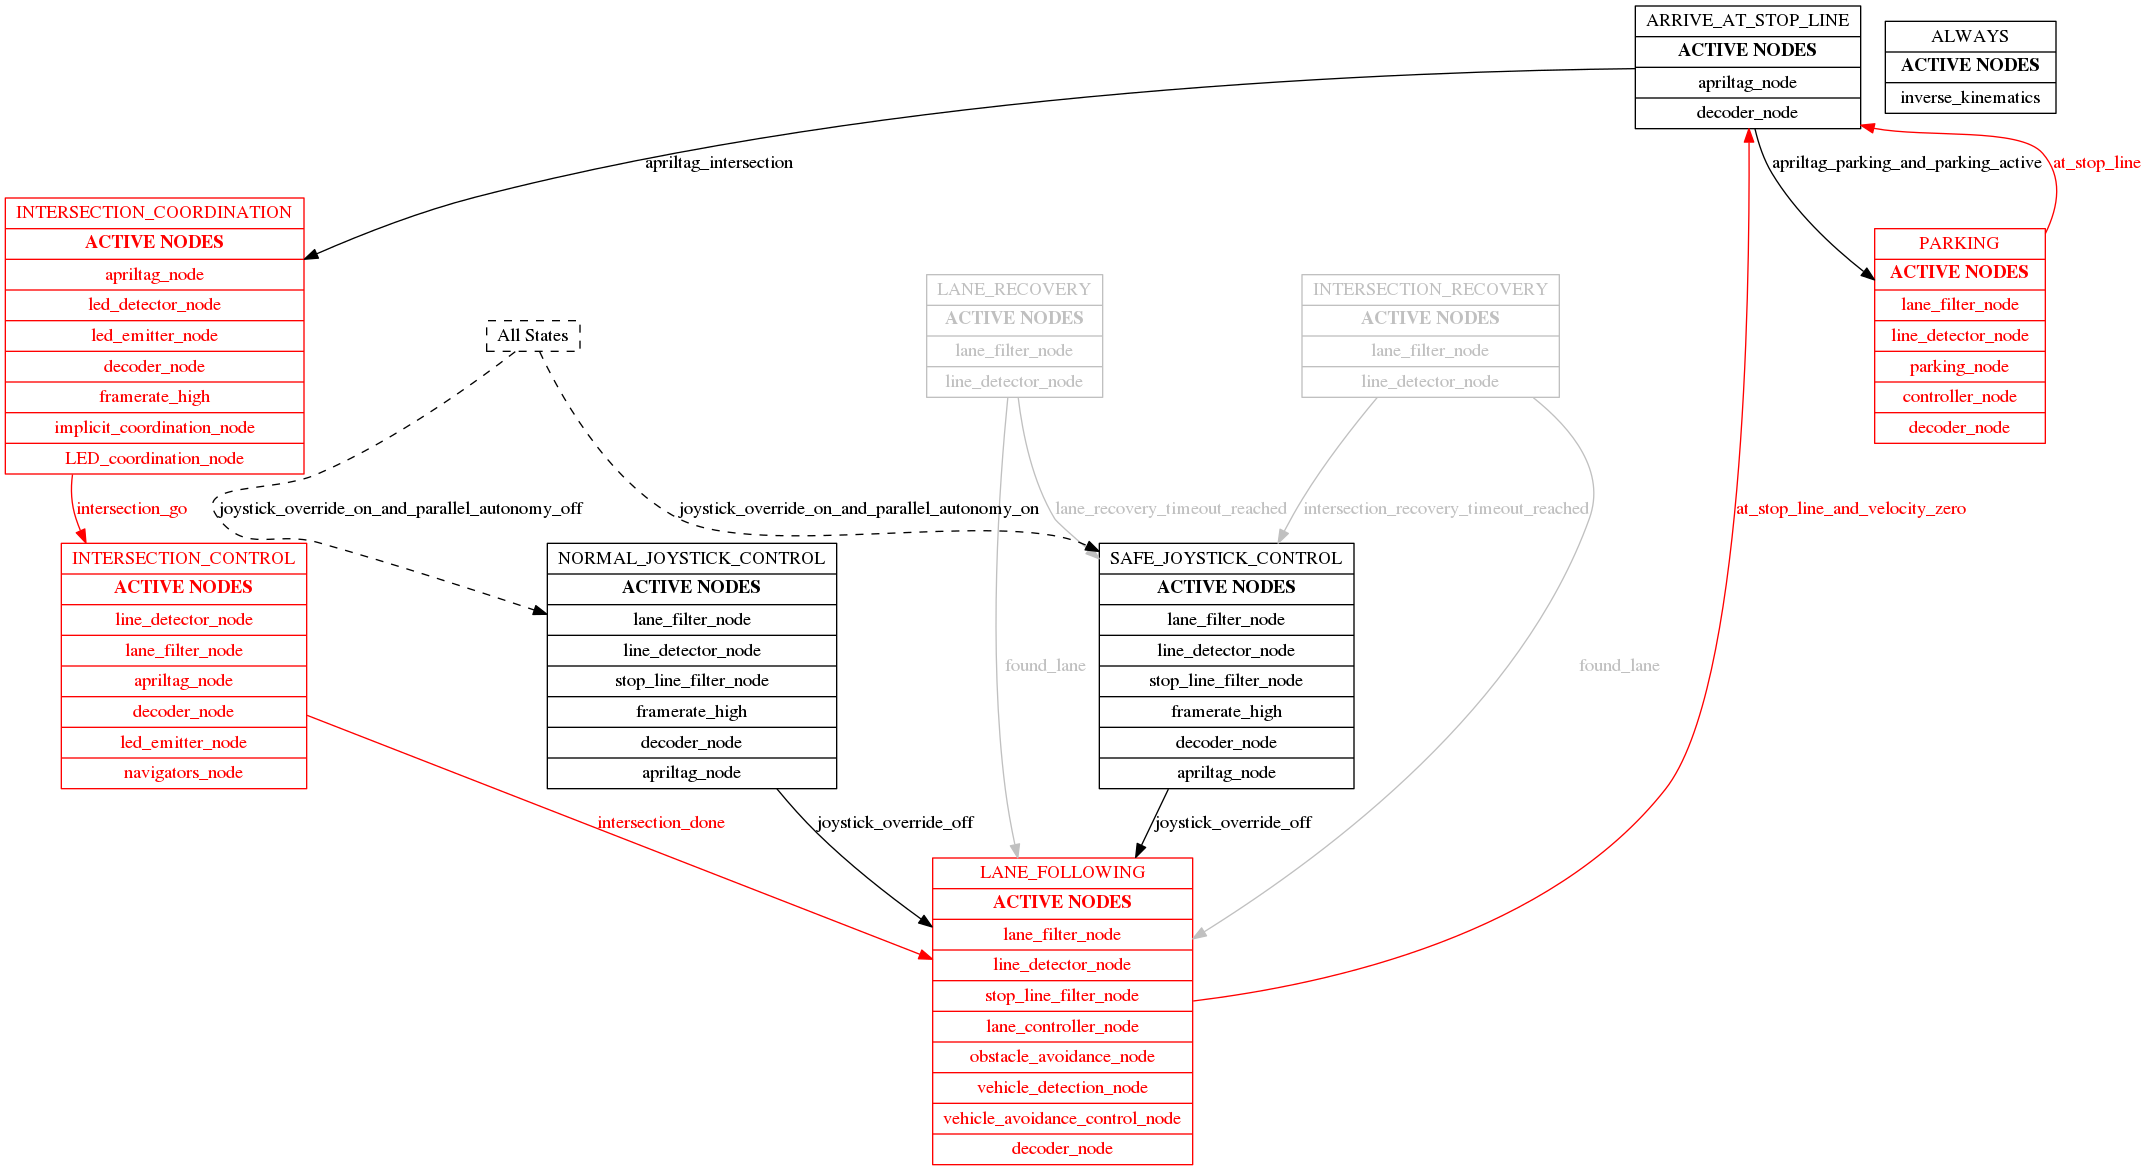 ARRIVE_AT_STOP_LINE
ACTIVE NODES
apriltag_node
decoder_node
ALWAYS
ACTIVE NODES
inverse_kinematics
apriltag_intersection
apriltag_parking_and_parking_active
at_stop_line
INTERSECTION_COORDINATION
ACTIVE NODES
apriltag_node
led_detector_node
led_emitter_node
decoder_node
framerate_high
implicit_coordination_node
LED_coordination_node
All States
LANE_RECOVERY
ACTIVE NODES
lane_filter_node
line_detector_node
INTERSECTION_RECOVERY
ACTIVE NODES
lane_filter_node
line_detector_node
PARKING
ACTIVE NODES
lane_filter_node
line_detector_node
parking_node
controller_node
decoder_node
intersection_go
joystick_override_on_and_parallel_autonomy_off
joystick_override_on_and_parallel_autonomy_on
lane_recovery_timeout_reached
intersection_recovery_timeout_reached
at_stop_line_and_velocity_zero
INTERSECTION_CONTROL
ACTIVE NODES
line_detector_node
lane_filter_node
apriltag_node
decoder_node
led_emitter_node
navigators_node
NORMAL_JOYSTICK_CONTROL
ACTIVE NODES
lane_filter_node
line_detector_node
stop_line_filter_node
framerate_high
decoder_node
apriltag_node
found_lane
SAFE_JOYSTICK_CONTROL
ACTIVE NODES
lane_filter_node
line_detector_node
stop_line_filter_node
framerate_high
decoder_node
apriltag_node
found_lane
intersection_done
joystick_override_off
joystick_override_off
LANE_FOLLOWING
ACTIVE NODES
lane_filter_node
line_detector_node
stop_line_filter_node
lane_controller_node
obstacle_avoidance_node
vehicle_detection_node
vehicle_avoidance_control_node
decoder_node